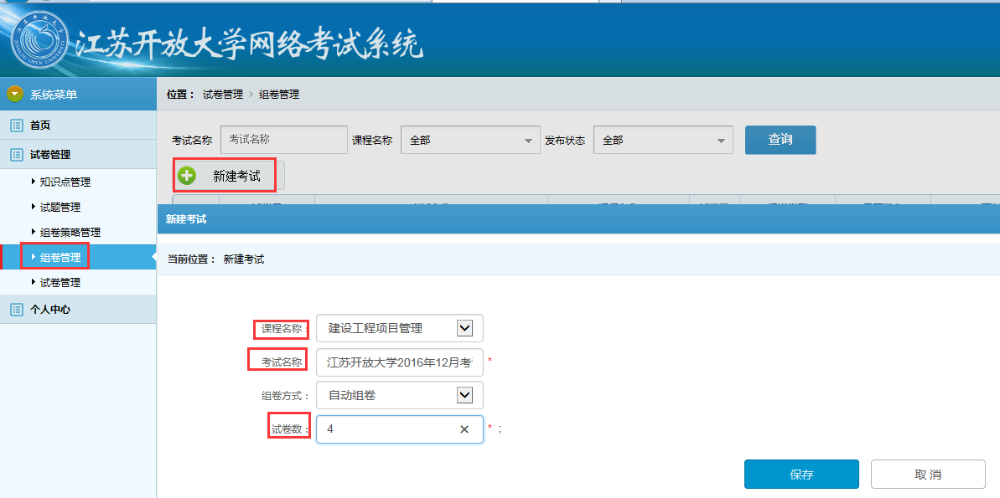 江苏开放大学网络考试系统
JIANGSU OPEN UNIVERSITY
系统菜单
首页
试卷管理
知识点管理
试题管理
组卷策略管理
组卷管理
试卷管理
个人中心
位置： 试卷管理 > 组卷管理
考试名称 考试名称 课程名称 全部 发布状态 全部 查询
新建考试
新建考试
当前位置： 新建考试
课程名称： 建设工程项目管理
考试名称 江苏开放大学2016年12月考 *
组卷方式： 自动组卷
试卷数： 4 * ;
保存 取 消